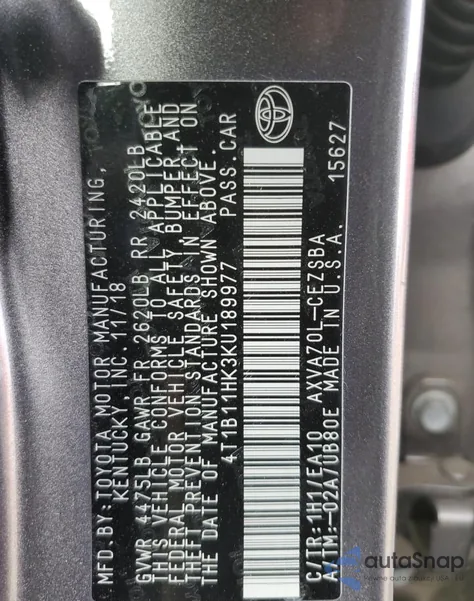 MFD.BY: TOYOTA MOTOR MANUFACTURING,
KENTUCKY INC. 11/18
GVWR 4475LB GAWR FR 2620LB RR 2420LB
THIS VEHICLE CONFORMS TO ALL APPLICABLE
FEDERAL MOTOR VEHICLE SAFETY BUMPER AND
THEFT PREVENTION STANDARDS IN EFFECT ON
THE DATE OF MANUFACTURE SHOWN ABOVE.
4T1B11HK3KU189977 PASS.CAR
C/TR:1H1/EA10 AXVA70L-CEZSBA
A/TM:-02A/UB80E MADE IN U.S.A. 15627
autoSnap